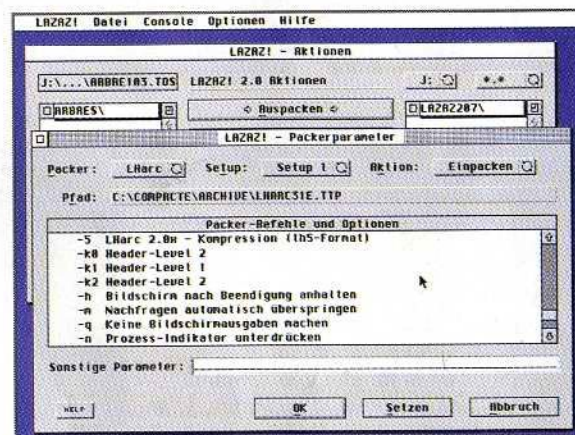 LAZAZ! Datei Console Optionen Hilfe
LAZAZ! - Aktionen
J:\...\ARBRE103.TOS LAZAZ! 2.0 Aktionen J: *.*
ARBRES\ Auspacken LAZAZ207\
LAZAZ! - Packerparameter
Packer: LHarc Setup: Setup 1 Aktion: Einpacken
Pfad: C:\COMPACTE\ARCHIVE\LHARC31E.TTP
Packer-Befehle und Optionen
-5 LHarc 2.0x - Kompression (lh5-Format)
-k0 Header-Level 2
-k1 Header-Level 1
-k2 Header-Level 2
-h Bildschirm nach Beendigung anhalten
-m Nachfragen automatisch überspringen
-q Keine Bildschirmausgaben machen
-n Prozess-Indikator unterdrücken
Sonstige Parameter:
HELP OK Setzen Abbruch